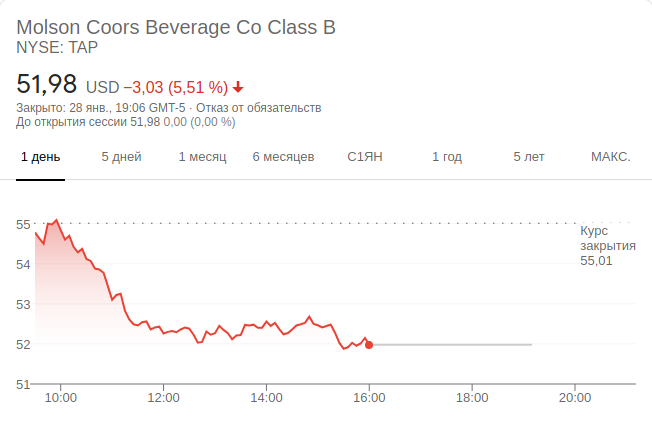 Molson Coors Beverage Co Class B
NYSE: TAP
51,98 USD −3,03 (5,51 %)
Закрыто: 28 янв., 19:06 GMT-5 · Отказ от обязательств
До открытия сессии 51,98 0,00 (0,00 %)
1 день 5 дней 1 месяц 6 месяцев С1ЯН 1 год 5 лет МАКС.
55
Курс
закрытия
55,01
54
53
52
51
10:00 12:00 14:00 16:00 18:00 20:00